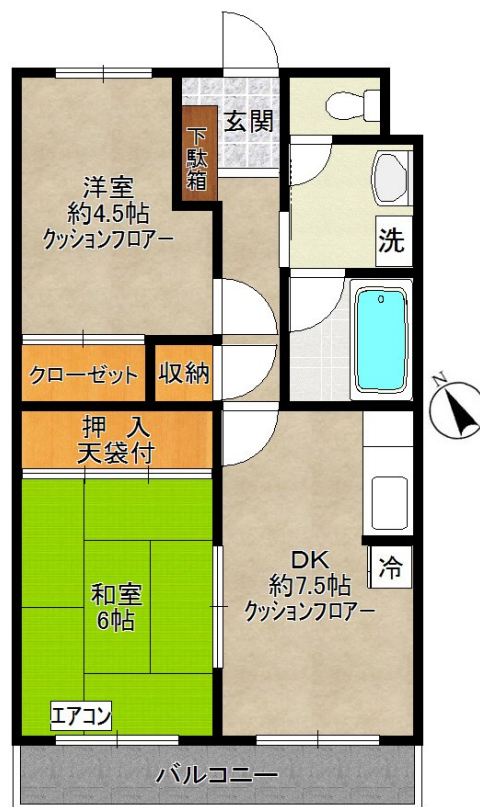 玄関
下駄箱
洋室
約4.5帖
クッションフロアー
洗
クローゼット
収納
N
押 入
天袋付
DK
約7.5帖
クッションフロアー
冷
和室
6帖
エアコン
バルコニー